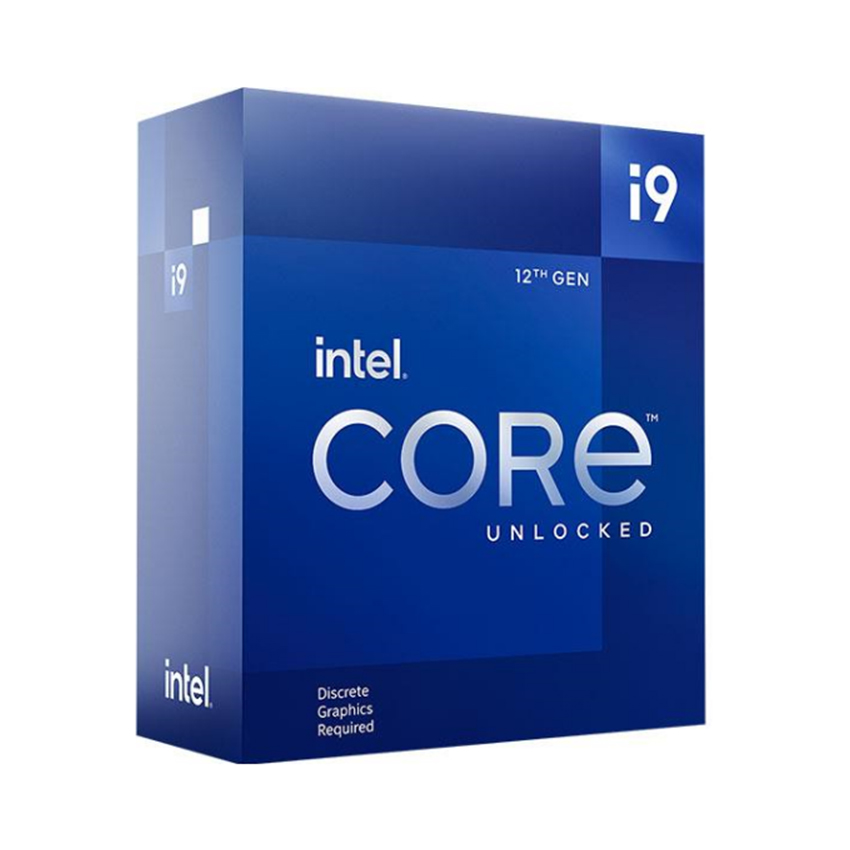 i9
12TH GEN
i9
intel.
CORE™
UNLOCKED
intel.
Discrete
Graphics
Required